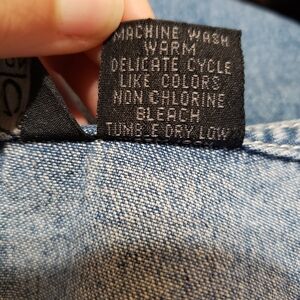 MACHINE WASH
WARM
DELICATE CYCLE
LIKE COLORS
NON CHLORINE
BLEACH
TUMBLE DRY LOW